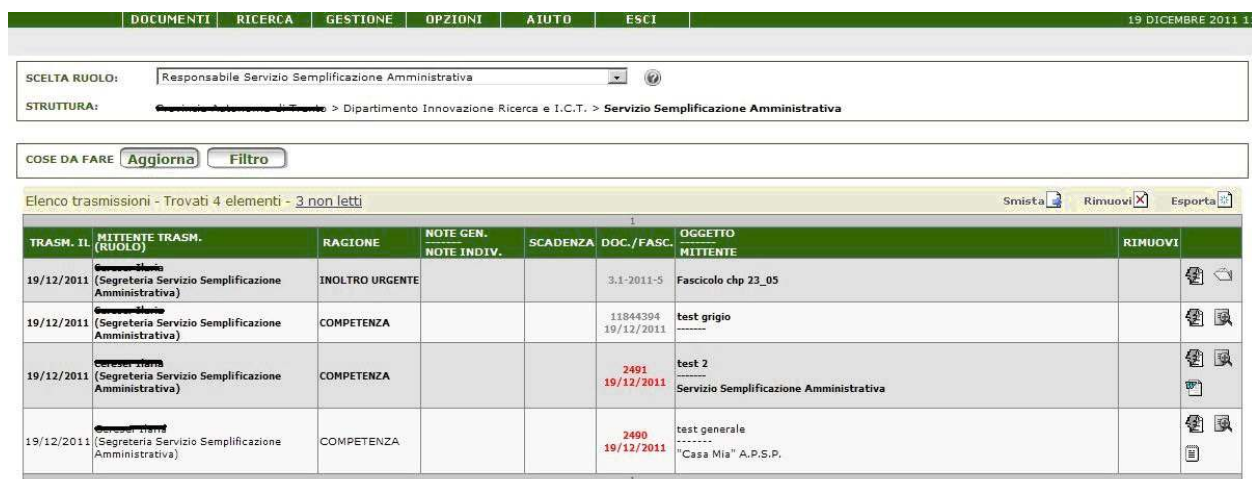 DOCUMENTI RICERCA GESTIONE OPZIONI AIUTO ESCI 19 DICEMBRE 2011 1
SCELTA RUOLO: Responsabile Servizio Semplificazione Amministrativa
STRUTTURA: > Dipartimento Innovazione Ricerca e I.C.T. > Servizio Semplificazione Amministrativa
COSE DA FARE Aggiorna Filtro
Elenco trasmissioni - Trovati 4 elementi - 3 non letti Smista Rimuovi Esporta
1
TRASM. IL MITTENTE TRASM. (RUOLO) RAGIONE NOTE GEN. ------- NOTE INDIV. SCADENZA DOC./FASC. OGGETTO ------- MITTENTE RIMUOVI
19/12/2011 (Segreteria Servizio Semplificazione INOLTRO URGENTE 3.1-2011-5 Fascicolo chp 23_05
Amministrativa)
11844394 test grigio
19/12/2011 (Segreteria Servizio Semplificazione COMPETENZA 19/12/2011 -------
Amministrativa)
test 2
2491 -------
19/12/2011 (Segreteria Servizio Semplificazione COMPETENZA 19/12/2011
Amministrativa) Servizio Semplificazione Amministrativa
test generale
2490 -------
19/12/2011 (Segreteria Servizio Semplificazione COMPETENZA 19/12/2011
Amministrativa) "Casa Mia" A.P.S.P.